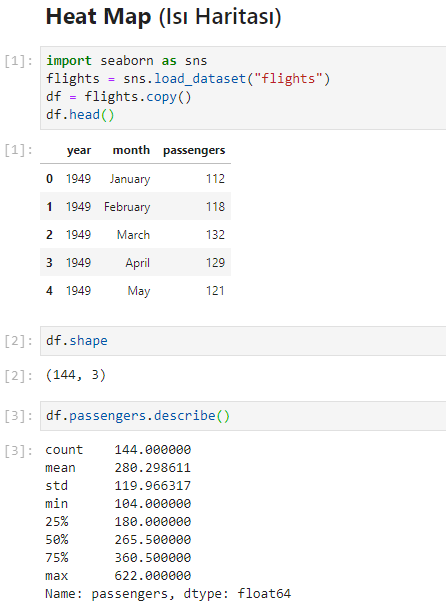 Heat Map (Isı Haritası)
[1]: import seaborn as sns
flights = sns.load_dataset("flights")
df = flights.copy()
df.head()
[1]: year month passengers
0 1949 January 112
1 1949 February 118
2 1949 March 132
3 1949 April 129
4 1949 May 121
[2]: df.shape
[2]: (144, 3)
[3]: df.passengers.describe()
[3]: count 144.000000
mean 280.298611
std 119.966317
min 104.000000
25% 180.000000
50% 265.500000
75% 360.500000
max 622.000000
Name: passengers, dtype: float64